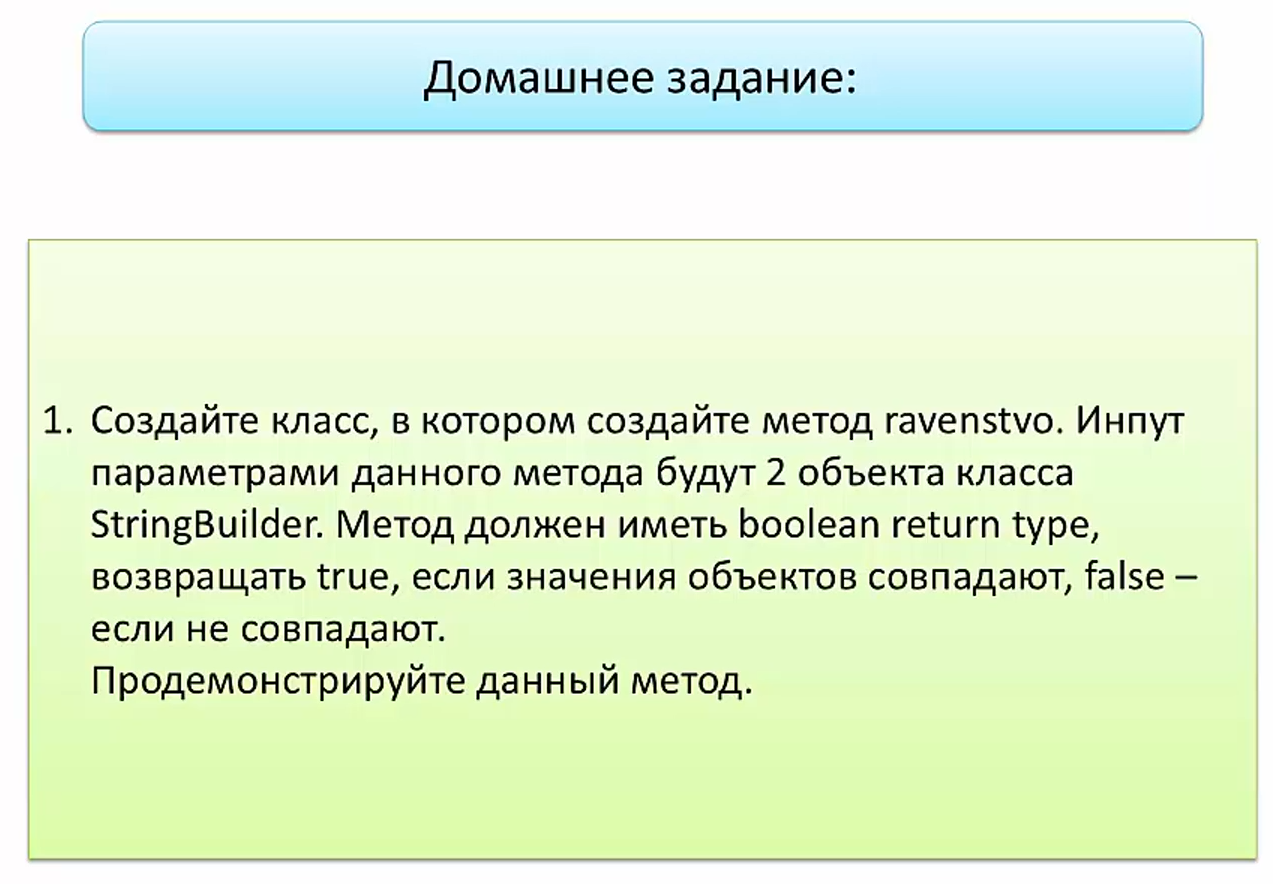 Домашнее задание:
1. Создайте класс, в котором создайте метод ravenstvo. Инпут
параметрами данного метода будут 2 объекта класса
StringBuilder. Метод должен иметь boolean return type,
возвращать true, если значения объектов совпадают, false –
если не совпадают.
Продемонстрируйте данный метод.